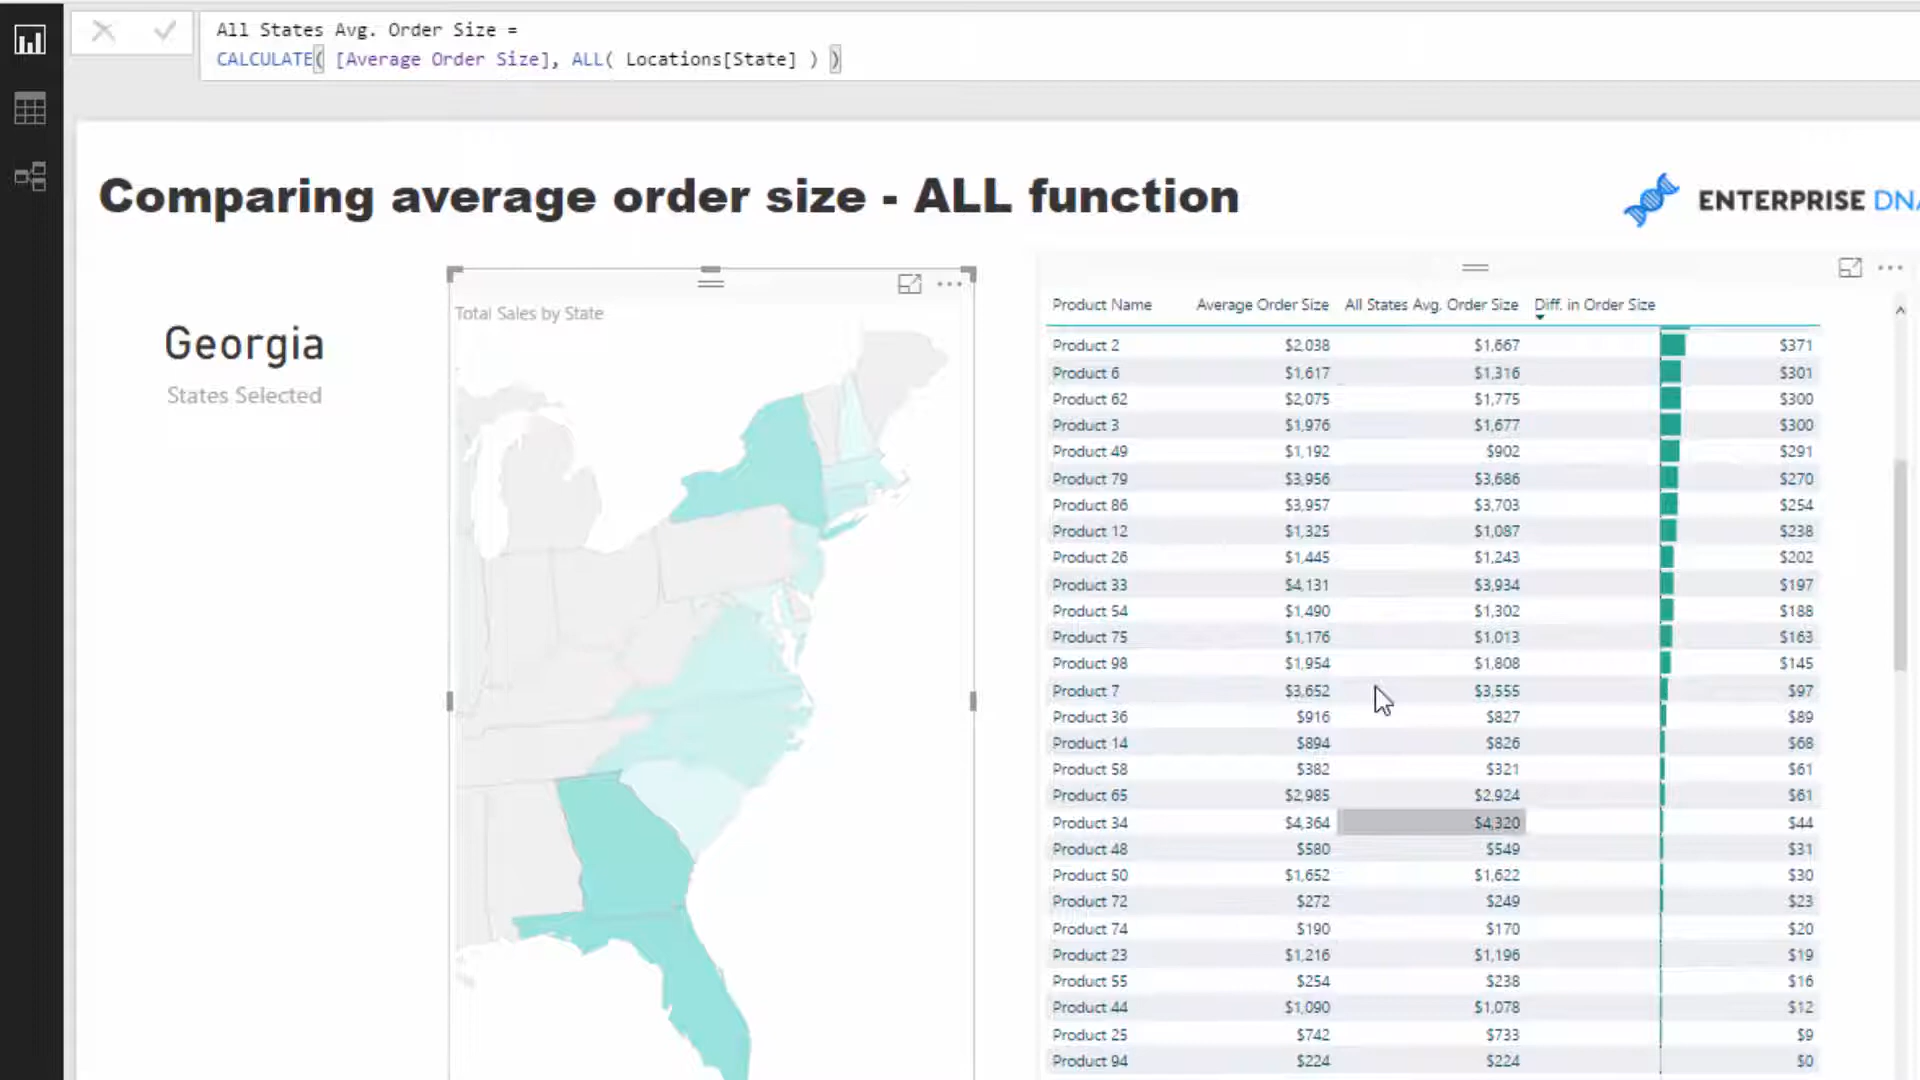 All States Avg. Order Size =
CALCULATE( [Average Order Size], ALL( Locations[State] ) )
Comparing average order size - ALL function
ENTERPRISE DNA
Georgia
States Selected
Total Sales by State
Product Name Average Order Size All States Avg. Order Size Diff. in Order Size
Product 2 $2,038 $1,667 $371
Product 6 $1,617 $1,316 $301
Product 62 $2,075 $1,775 $300
Product 3 $1,976 $1,677 $300
Product 49 $1,192 $902 $291
Product 79 $3,956 $3,686 $270
Product 86 $3,957 $3,703 $254
Product 12 $1,325 $1,087 $238
Product 26 $1,445 $1,243 $202
Product 33 $4,131 $3,934 $197
Product 54 $1,490 $1,302 $188
Product 75 $1,176 $1,013 $163
Product 98 $1,954 $1,808 $145
Product 7 $3,652 $3,555 $97
Product 36 $916 $827 $89
Product 14 $894 $826 $68
Product 58 $382 $321 $61
Product 65 $2,985 $2,924 $61
Product 34 $4,364 $4,320 $44
Product 48 $580 $549 $31
Product 50 $1,652 $1,622 $30
Product 72 $272 $249 $23
Product 74 $190 $170 $20
Product 23 $1,216 $1,196 $19
Product 55 $254 $238 $16
Product 44 $1,090 $1,078 $12
Product 25 $742 $733 $9
Product 94 $224 $224 $0